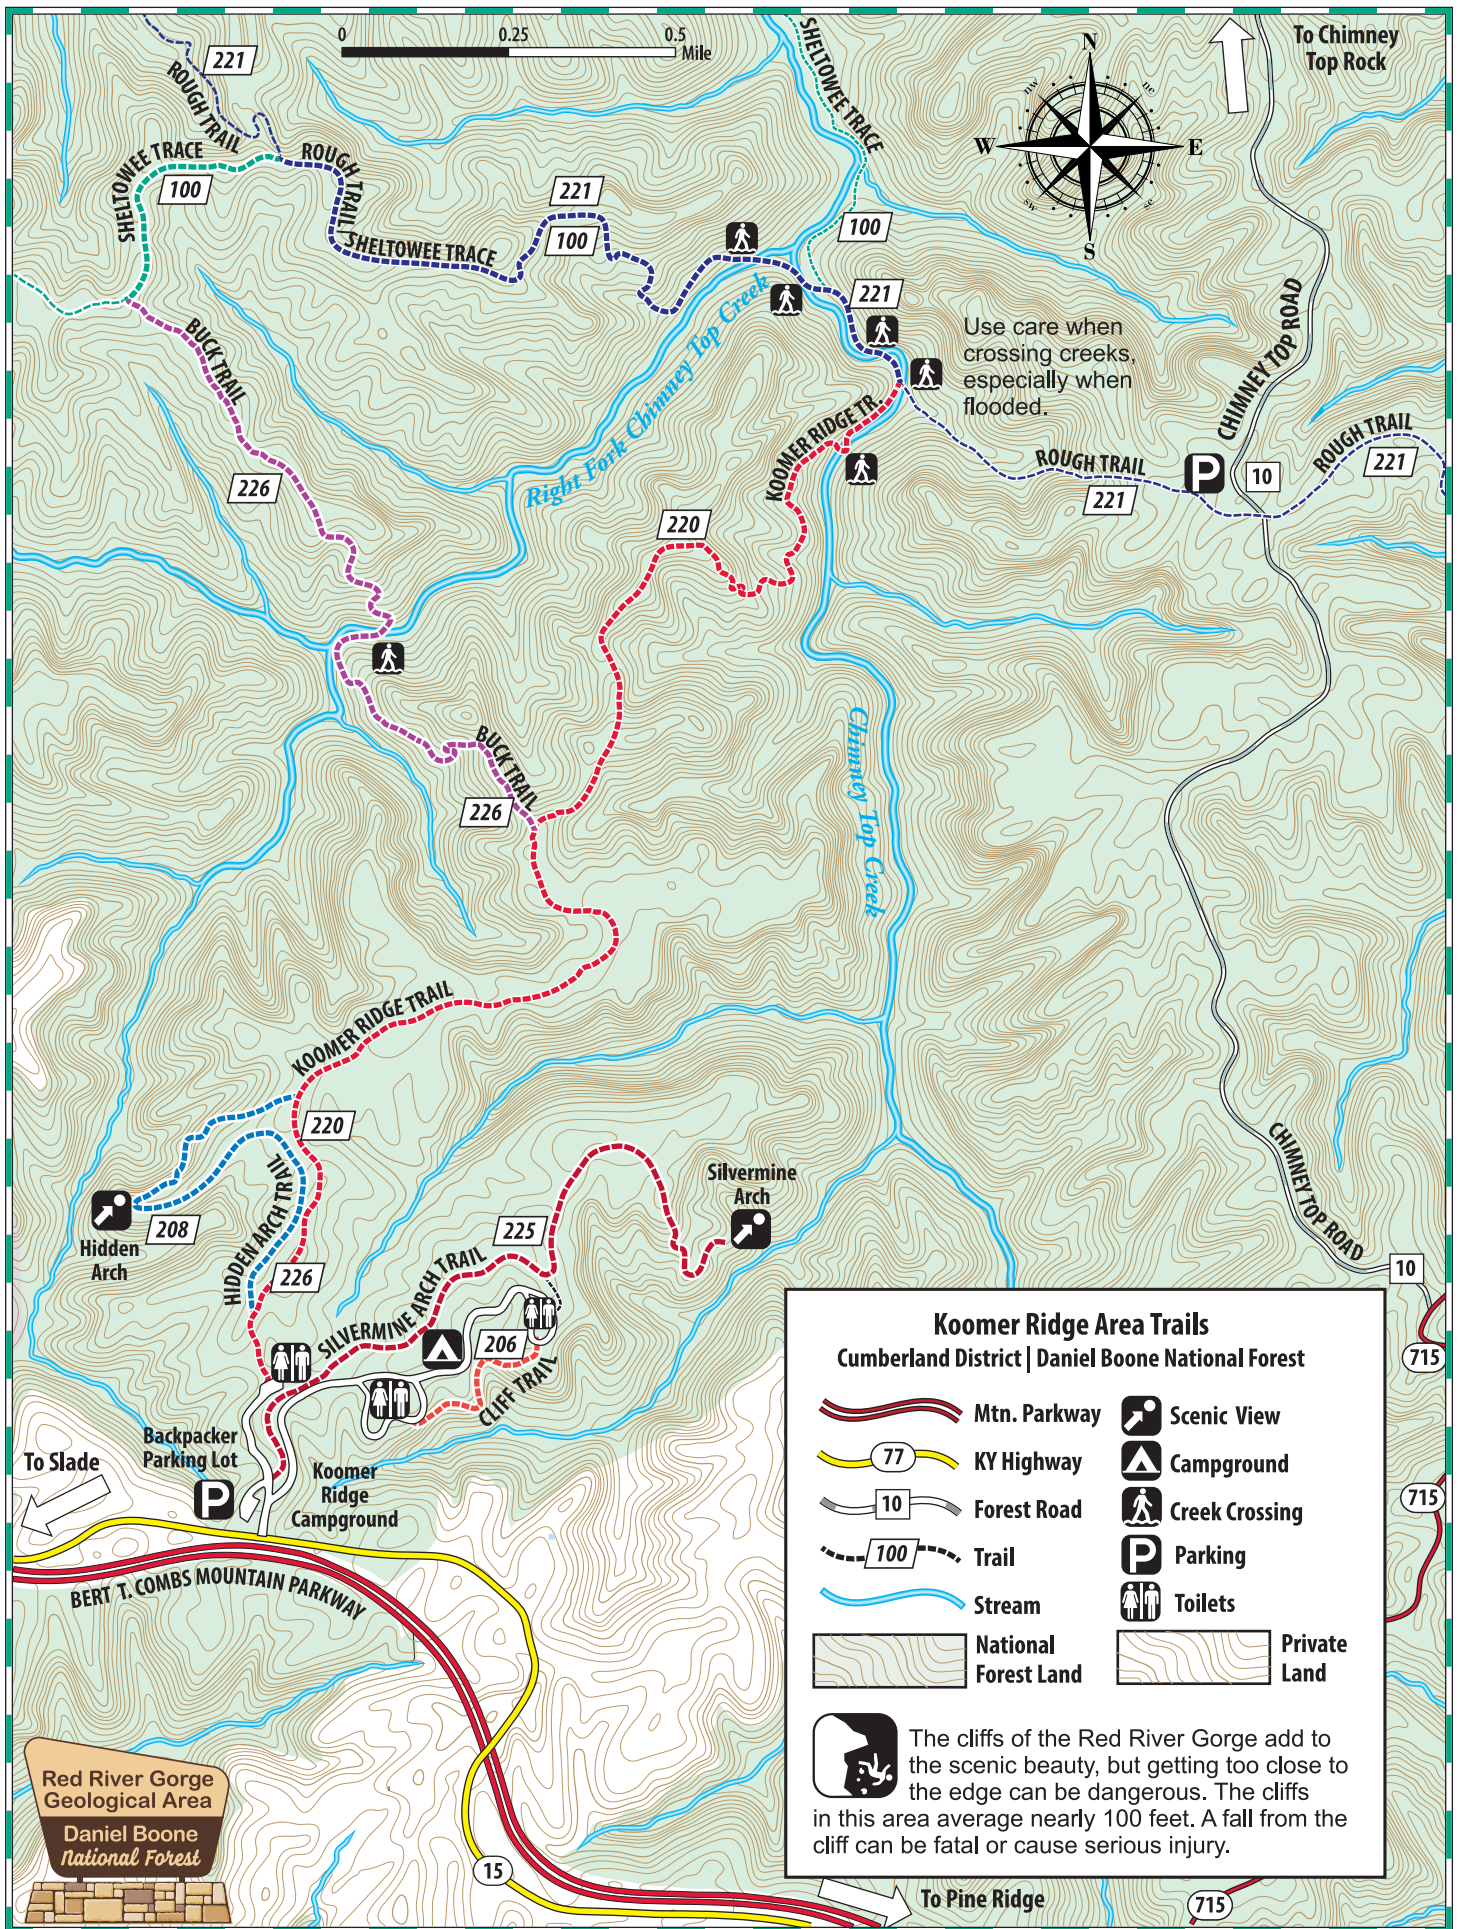 0 0.25 0.5
Mile
To Chimney
Top Rock
N
nw
ne
W
E
sw
se
S
221
ROUGH TRAIL
SHELTOWEE TRACE
SHELTOWEE TRACE
100
ROUGH TRAIL/
SHELTOWEE TRACE
221
100
100
221
Right Fork Chimney Top Creek
Use care when
crossing creeks,
especially when
flooded.
CHIMNEY TOP ROAD
BUCK TRAIL
226
KOOMER RIDGE TR.
ROUGH TRAIL
221
P
10
ROUGH TRAIL
221
220
BUCK TRAIL
226
Chimney Top Creek
KOOMER RIDGE TRAIL
220
HIDDEN ARCH TRAIL
208
Hidden
Arch
226
225
SILVERMINE ARCH TRAIL
Silvermine
Arch
206
CLIFF TRAIL
CHIMNEY TOP ROAD
10
715
715
Backpacker
Parking Lot
P
To Slade
Koomer
Ridge
Campground
BERT T. COMBS MOUNTAIN PARKWAY
15
To Pine Ridge
715
Koomer Ridge Area Trails
Cumberland District | Daniel Boone National Forest
Mtn. Parkway
Scenic View
77
KY Highway
Campground
10
Forest Road
Creek Crossing
100
Trail
P
Parking
Stream
Toilets
National
Forest Land
Private
Land
The cliffs of the Red River Gorge add to
the scenic beauty, but getting too close to
the edge can be dangerous. The cliffs
in this area average nearly 100 feet. A fall from the
cliff can be fatal or cause serious injury.
Red River Gorge
Geological Area
Daniel Boone
National Forest